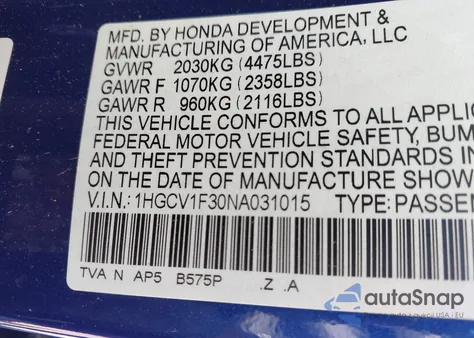 MFD. BY HONDA DEVELOPMENT &
MANUFACTURING OF AMERICA, LLC
GVWR 2030KG (4475LBS)
GAWR F 1070KG (2358LBS)
GAWR R 960KG (2116LBS)
THIS VEHICLE CONFORMS TO ALL APPLIC
FEDERAL MOTOR VEHICLE SAFETY, BUM
AND THEFT PREVENTION STANDARDS IN
ON THE DATE OF MANUFACTURE SHOW
V.I.N.: 1HGCV1F30NA031015 TYPE: PASSEN
TVA N AP5 B575P .Z .A
autoSnap